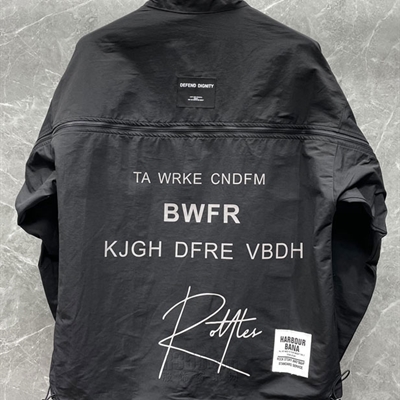 DEFEND DIGNITY
TA WRKE CNDFM
BWFR
KJGH DFRE VBDH
Rottles
HARBOUR
BANA